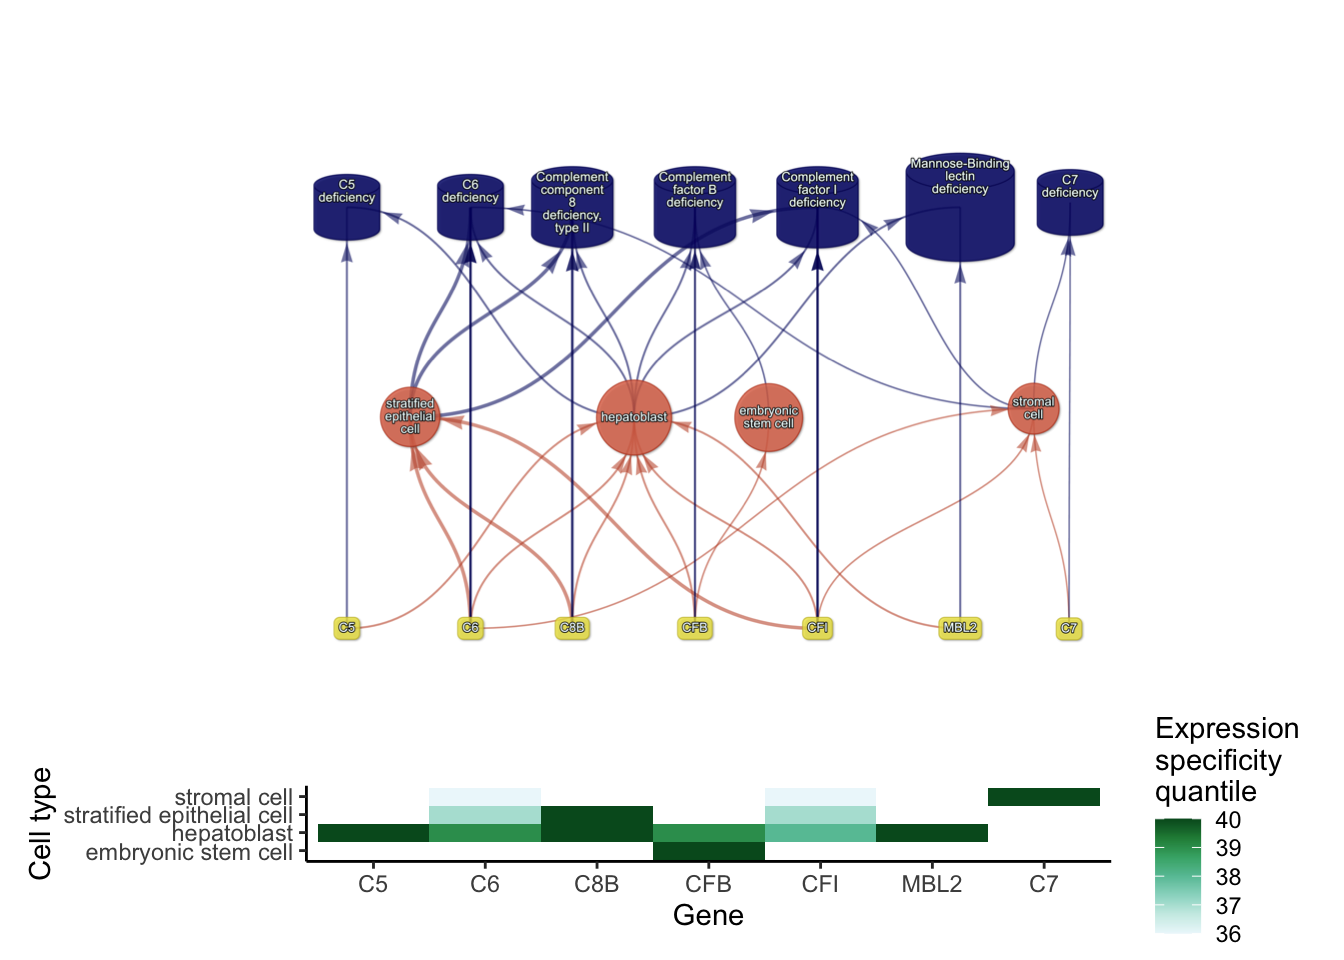 C5
deficiency
C6
deficiency
Complement
component
8
deficiency,
type II
Complement
factor B
deficiency
Complement
factor I
deficiency
Mannose-Binding
lectin
deficiency
C7
deficiency
stratified
epithelial
cell
hepatoblast
embryonic
stem cell
stromal
cell
C5
C6
C8B
CFB
CFI
MBL2
C7
Cell type
stromal cell
stratified epithelial cell
hepatoblast
embryonic stem cell
C5
C6
C8B
CFB
CFI
MBL2
C7
Gene
Expression
specificity
quantile
40
39
38
37
36